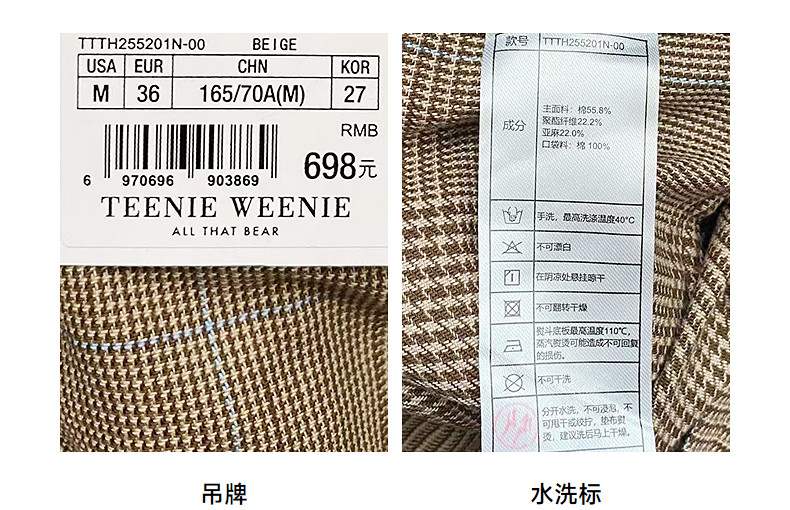 TTTH255201N-00 BEIGE
USA EUR CHN KOR
M 36 165/70A(M) 27
RMB
698元
6 970696 903869
TEENIE WEENIE
ALL THAT BEAR
款号 TTTH255201N-00
成分
主面料：棉55.8%
聚酯纤维22.2%
亚麻22.0%
口袋料：棉 100%
手洗，最高洗涤温度40°C
不可漂白
在阴凉处悬挂晾干
不可翻转干燥
熨斗底板最高温度110℃，
蒸汽熨烫可能造成不可回复
的损伤。
不可干洗
分开水洗，不可浸泡，不
可甩干或绞拧，垫布熨
烫，建议洗后马上干燥。
吊牌
水洗标